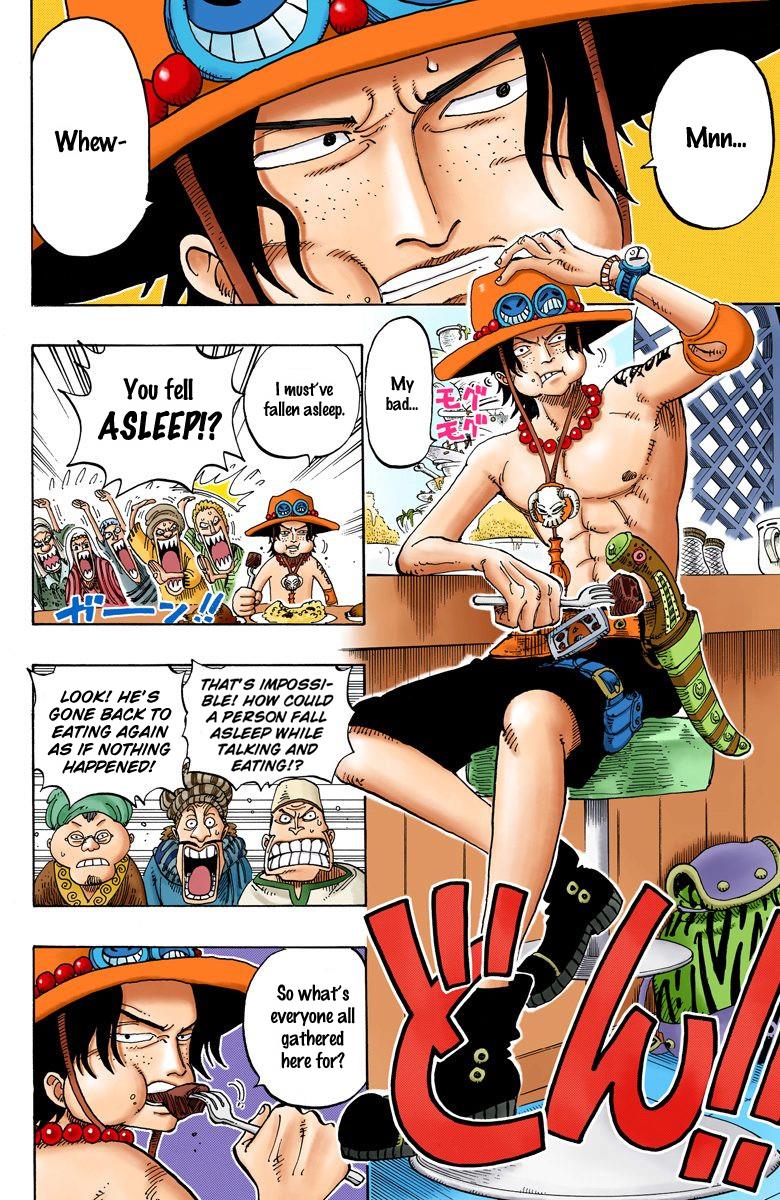 Mnn...
Whew-
My
bad...
モグ
モグ
I must've
fallen asleep.
You fell
ASLEEP!?
ガーーン!!
THAT'S IMPOSSI-
BLE! HOW COULD
A PERSON FALL
ASLEEP WHILE
TALKING AND
EATING!?
LOOK! HE'S
GONE BACK TO
EATING AGAIN
AS IF NOTHING
HAPPENED!
So what's
everyone all
gathered
here for?
どん!!